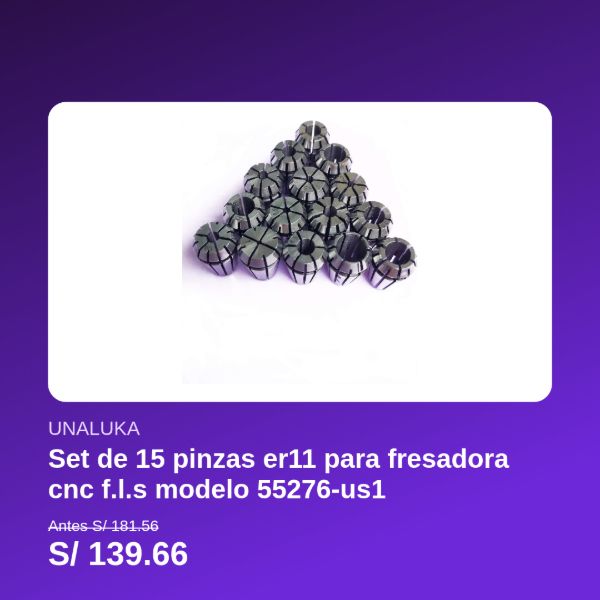 UNALUKA
Set de 15 pinzas er11 para fresadora
cnc f.l.s modelo 55276-us1
Antes S/ 181.56
S/ 139.66